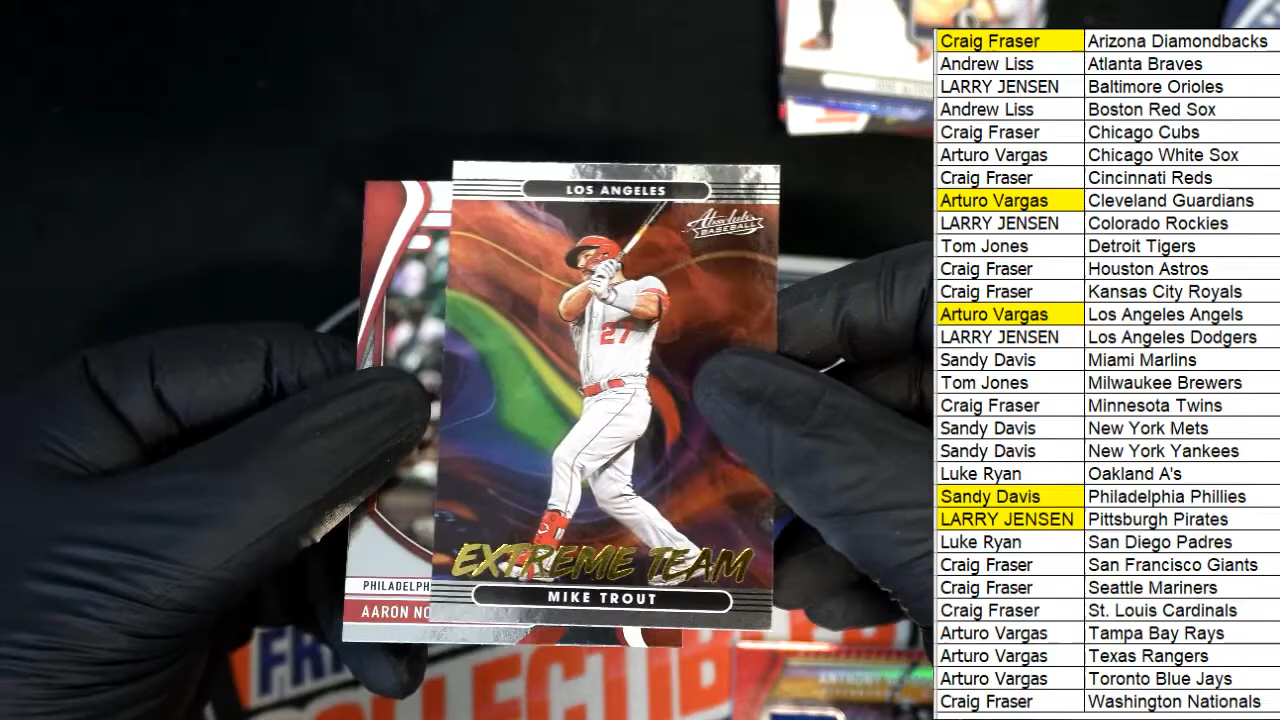 LOS ANGELES
Absolute
BASEBALL
27
EXTREME TEAM
MIKE TROUT
PHILADELPH
AARON NO
Craig Fraser Arizona Diamondbacks
Andrew Liss Atlanta Braves
LARRY JENSEN Baltimore Orioles
Andrew Liss Boston Red Sox
Craig Fraser Chicago Cubs
Arturo Vargas Chicago White Sox
Craig Fraser Cincinnati Reds
Arturo Vargas Cleveland Guardians
LARRY JENSEN Colorado Rockies
Tom Jones Detroit Tigers
Craig Fraser Houston Astros
Craig Fraser Kansas City Royals
Arturo Vargas Los Angeles Angels
LARRY JENSEN Los Angeles Dodgers
Sandy Davis Miami Marlins
Tom Jones Milwaukee Brewers
Craig Fraser Minnesota Twins
Sandy Davis New York Mets
Sandy Davis New York Yankees
Luke Ryan Oakland A's
Sandy Davis Philadelphia Phillies
LARRY JENSEN Pittsburgh Pirates
Luke Ryan San Diego Padres
Craig Fraser San Francisco Giants
Craig Fraser Seattle Mariners
Craig Fraser St. Louis Cardinals
Arturo Vargas Tampa Bay Rays
Arturo Vargas Texas Rangers
Arturo Vargas Toronto Blue Jays
Craig Fraser Washington Nationals